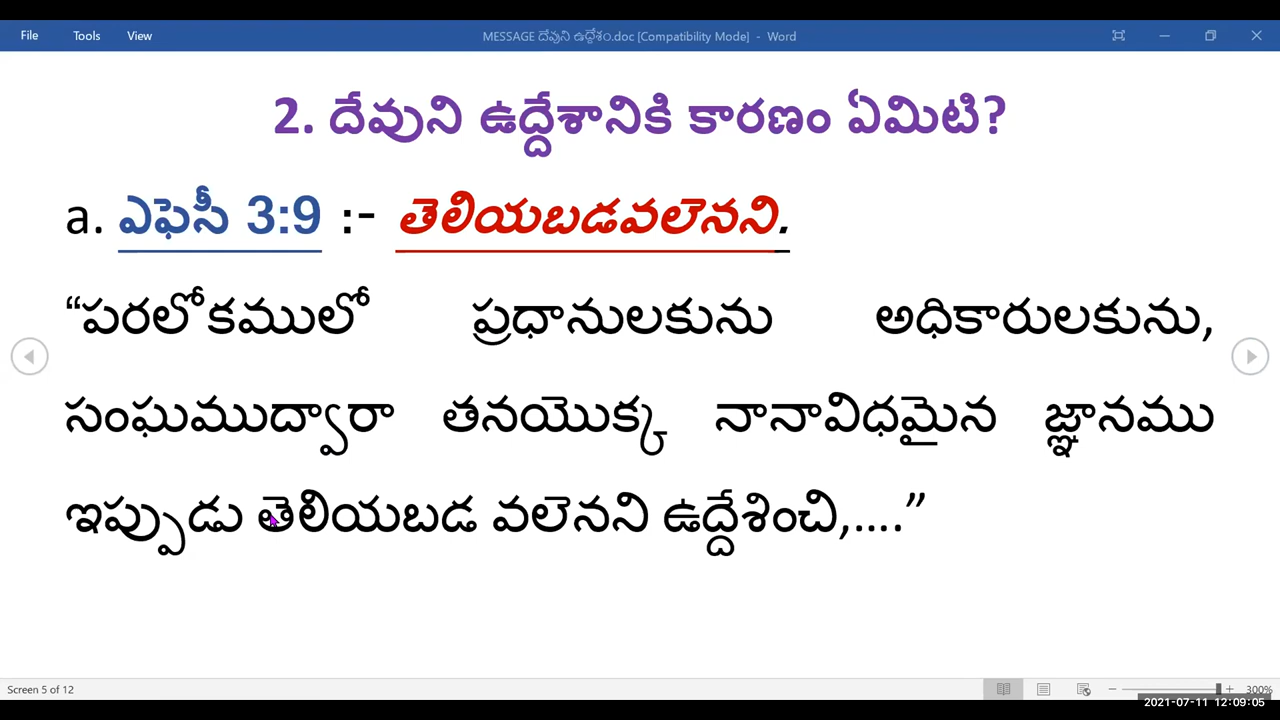 File Tools View MESSAGE దేవుని ఉద్దేశం.doc [Compatibility Mode] - Word
2. దేవుని ఉద్దేశానికి కారణం ఏమిటి?
a. ఎఫెసీ 3:9 :- తెలియబడవలెనని.
“పరలోకములో ప్రధానులకును అధికారులకును,
సంఘముద్వారా తనయొక్క నానావిధమైన జ్ఞానము
ఇప్పుడు తెలియబడ వలెనని ఉద్దేశించి,....”
Screen 5 of 12 300%
2021-07-11 12:09:05